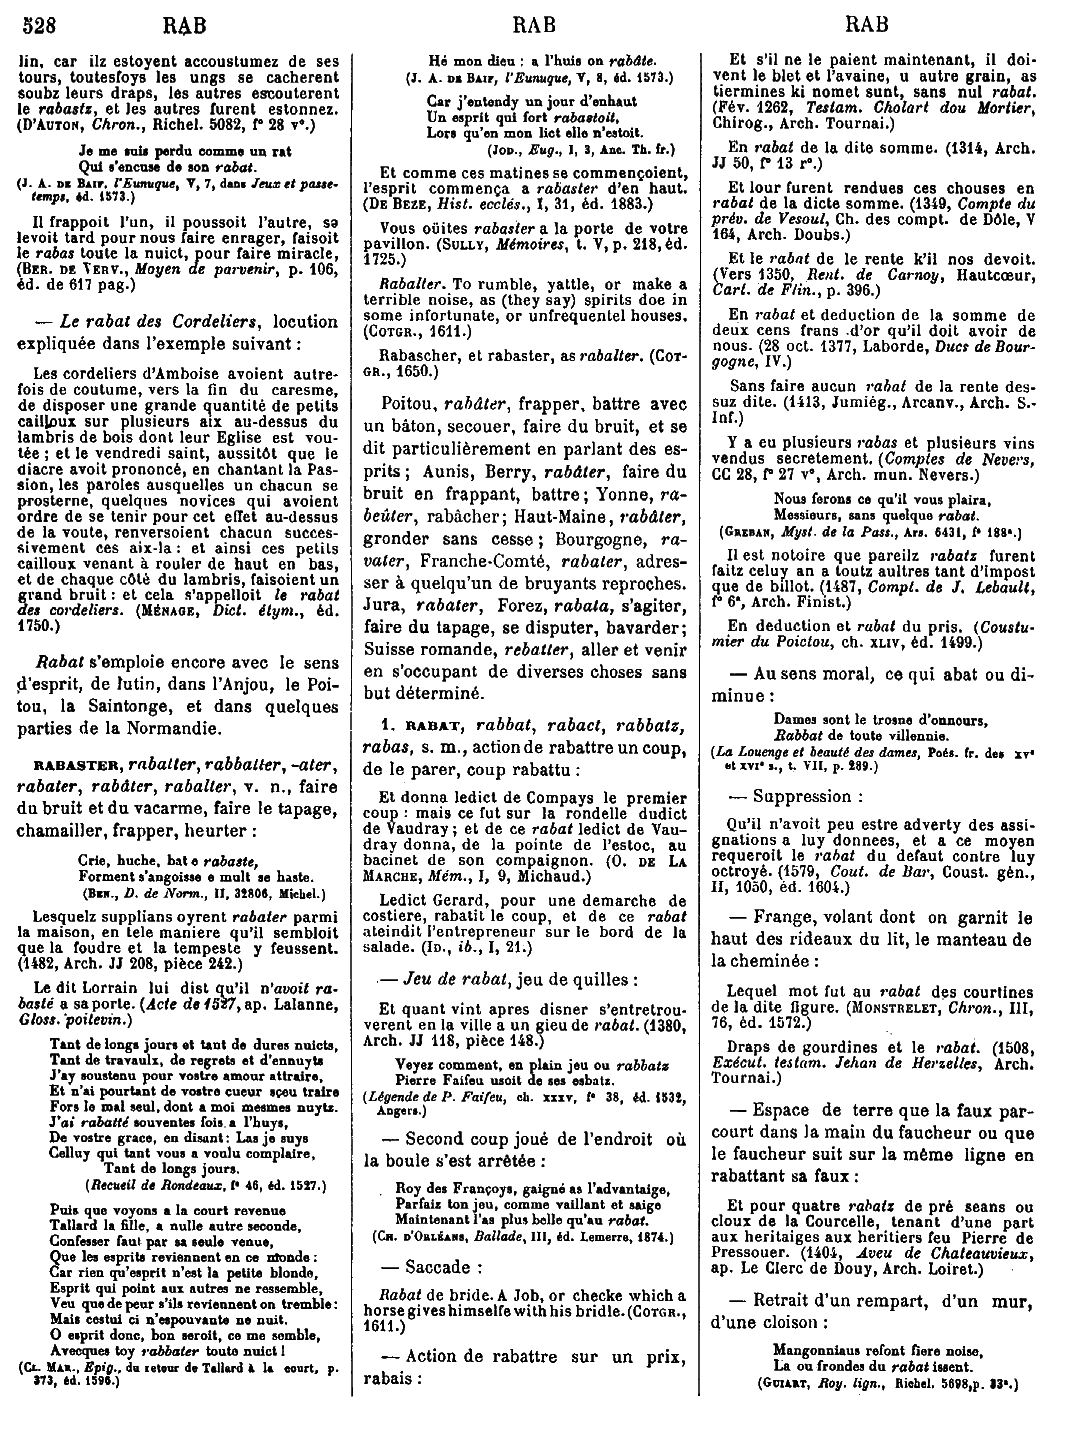 528 RAB RAB RAB
lin, car ilz estoyent accoustumez de ses
tours, toutesfoys les ungs se cacherent
soubz leurs draps, les autres escouterent
le rabastz, et les autres furent estonnez.
(D'AUTON, Chron., Richel. 5082, f° 28 v°.)
Je me suis perdu comme un rat
Qui s'encuse de son rabat.
(J. A. DE BAIF, l'Eunuque, V, 7, dans Jeux et passe-
temps, éd. 1573.)
Il frappoit l'un, il poussoit l'autre, se
levoit tard pour nous faire enrager, faisoit
le rabas toute la nuict, pour faire miracle,
(BER. DE VERV., Moyen de parvenir, p. 106,
éd. de 617 pag.)
— Le rabat des Cordeliers, locution
expliquée dans l'exemple suivant :
Les cordeliers d'Amboise avoient autre-
fois de coutume, vers la fin du caresme,
de disposer une grande quantité de petits
cailloux sur plusieurs aix au-dessus du
lambris de bois dont leur Eglise est vou-
tée ; et le vendredi saint, aussitôt que le
diacre avoit prononcé, en chantant la Pas-
sion, les paroles ausquelles un chacun se
prosterne, quelques novices qui avoient
ordre de se tenir pour cet effet au-dessus
de la voute, renversoient chacun succes-
sivement ces aix-la : et ainsi ces petits
cailloux venant à rouler de haut en bas,
et de chaque côté du lambris, faisoient un
grand bruit : et cela s'appelloit le rabat
des cordeliers. (MÉNAGE, Dict. étym., éd.
1750.)
Rabat s'emploie encore avec le sens
d'esprit, de lutin, dans l'Anjou, le Poi-
tou, la Saintonge, et dans quelques
parties de la Normandie.
RABASTER, rabalter, rabbalter, -ater,
rabater, rabâter, rabalter, v. n., faire
du bruit et du vacarme, faire le tapage,
chamailler, frapper, heurter :
Crie, huche, bat e rabaste,
Forment s'angoisse e mult se haste.
(BEN., D. de Norm., II, 32806, Michel.)
Lesquelz supplians oyrent rabater parmi
la maison, en tele maniere qu'il sembloit
que la foudre et la tempeste y feussent.
(1482, Arch. JJ 208, pièce 242.)
Le dit Lorrain lui dist qu'il n'avoit ra-
basté a sa porte. (Acte de 1527, ap. Lalanne,
Gloss. poitevin.)
Tant de longs jours et tant de dures nuicts,
Tant de travaulx, de regrets et d'ennuyts
J'ay soustenu pour vostre amour attraire,
Et n'ai pourtant de vostre cueur sçeu traire
Fors le mal seul, dont a moi mesmes nuytz.
J'ai rabatté souventes fois a l'huys,
De vostre grace, en disant : Las je suys
Celluy qui tant vous a voulu complaire,
Tant de longs jours.
(Recueil de Rondeaux, f° 46, éd. 1527.)
Puis que voyons a la court revenue
Tallard la fille, a nulle autre seconde,
Confesser faut par sa seule venue,
Que les esprits reviennent en ce monde :
Car rien qu'esprit n'est la petite blonde,
Esprit qui point aux autres ne ressemble,
Veu que de peur s'ils reviennent on tremble :
Mais cestui ci n'espouvante ne nuit.
O esprit donc, bon seroit, ce me semble,
Avecques toy rabbater toute nuict !
(CL. MAR., Epig., du retour de Tallard à la court, p.
373, éd. 1596.)
Hé mon dieu : a l'huis on rabâte.
(J. A. DE BAIF, l'Eunuque, V, 8, éd. 1573.)
Car j'entendy un jour d'enhaut
Un esprit qui fort rabastoit,
Lors qu'en mon lict elle n'estoit.
(JOD., Eug., I, 3, Anc. Th. fr.)
Et comme ces matines se commençoient,
l'esprit commença a rabaster d'en haut.
(DE BEZE, Hist. ecclés., I, 31, éd. 1883.)
Vous oüites rabaster a la porte de votre
pavillon. (SULLY, Mémoires, t. V, p. 218, éd.
1725.)
Rabalter. To rumble, yattle, or make a
terrible noise, as (they say) spirits doe in
some infortunate, or unfrequentel houses.
(COTGR., 1611.)
Rabascher, et rabaster, as rabalter. (COT-
GR., 1650.)
Poitou, rabâter, frapper, battre avec
un bâton, secouer, faire du bruit, et se
dit particulièrement en parlant des es-
prits ; Aunis, Berry, rabâter, faire du
bruit en frappant, battre ; Yonne, ra-
beûter, rabâcher ; Haut-Maine, rabâter,
gronder sans cesse ; Bourgogne, ra-
vater, Franche-Comté, rabater, adres-
ser à quelqu'un de bruyants reproches.
Jura, rabater, Forez, rabata, s'agiter,
faire du tapage, se disputer, bavarder ;
Suisse romande, rebatter, aller et venir
en s'occupant de diverses choses sans
but déterminé.
1. RABAT, rabbat, rabact, rabbatz,
rabas, s. m., action de rabattre un coup,
de le parer, coup rabattu :
Et donna ledict de Compays le premier
coup : mais ce fut sur la rondelle dudict
de Vaudray ; et de ce rabat ledict de Vau-
dray donna, de la pointe de l'estoc, au
bacinet de son compaignon. (O. DE LA
MARCHE, Mém., I, 9, Michaud.)
Ledict Gerard, pour une demarche de
costiere, rabatit le coup, et de ce rabat
ateindit l'entrepreneur sur le bord de la
salade. (ID., ib., I, 21.)
— Jeu de rabat, jeu de quilles :
Et quant vint apres disner s'entretrou-
verent en la ville a un gieu de rabat. (1380,
Arch. JJ 118, pièce 148.)
Veyez comment, en plain jeu ou rabbatz
Pierre Faifeu usoit de ses esbatz.
(Légende de P. Faifeu, ch. XXXV, f° 38, éd. 1532,
Angers.)
— Second coup joué de l'endroit où
la boule s'est arrêtée :
Roy des Françoys, gaigné as l'advantaige,
Parfaiz ton jeu, comme vaillant et saige
Maintenant l'as plus belle qu'au rabat.
(CH. D'ORLÉANS, Ballade, III, éd. Lemerre, 1874.)
— Saccade :
Rabat de bride. A Job, or checke which a
horse gives himselfe with his bridle. (COTGR.,
1611.)
— Action de rabattre sur un prix,
rabais :
Et s'il ne le paient maintenant, il doi-
vent le blet et l'avaine, u autre grain, as
tiermines ki nomet sunt, sans nul rabat.
(Fév. 1262, Testam. Cholart dou Mortier,
Chirog., Arch. Tournai.)
En rabat de la dite somme. (1314, Arch.
JJ 50, f° 13 r°.)
Et lour furent rendues ces chouses en
rabat de la dicte somme. (1349, Compte du
prév. de Vesoul, Ch. des compt. de Dôle, V
164, Arch. Doubs.)
Et le rabat de le rente k'il nos devoit.
(Vers 1350, Rent. de Carnoy, Hautcœur,
Cart. de Flin., p. 396.)
En rabat et deduction de la somme de
deux cens frans d'or qu'il doit avoir de
nous. (28 oct. 1377, Laborde, Ducs de Bour-
gogne, IV.)
Sans faire aucun rabat de la rente des-
suz dite. (1413, Jumiég., Arcanv., Arch. S.-
Inf.)
Y a eu plusieurs rabas et plusieurs vins
vendus secretement. (Comptes de Nevers,
CC 28, f° 27 v°, Arch. mun. Nevers.)
Nous ferons ce qu'il vous plaira,
Messieurs, sans quelque rabat.
(GREBAN, Myst. de la Pass., Ars. 6431, f° 188ª.)
Il est notoire que pareilz rabatz furent
faitz celuy an a toutz aultres tant d'impost
que de billot. (1487, Compt. de J. Lebault,
f° 6ª, Arch. Finist.)
En deduction et rabat du pris. (Coustu-
mier du Poictou, ch. XLIV, éd. 1499.)
— Au sens moral, ce qui abat ou di-
minue :
Dames sont le trosne d'onnours,
Rabbat de toute villennie.
(La Louenge et beauté des dames, Poés. fr. des XVᵉ
et XVIᵉ s., t. VII, p. 289.)
— Suppression :
Qu'il n'avoit peu estre adverty des assi-
gnations a luy donnees, et a ce moyen
requeroit le rabat du defaut contre luy
octroyé. (1579, Cout. de Bar, Coust. gén.,
II, 1050, éd. 1604.)
— Frange, volant dont on garnit le
haut des rideaux du lit, le manteau de
la cheminée :
Lequel mot fut au rabat des courtines
de la dite figure. (MONSTRELET, Chron., III,
76, éd. 1572.)
Draps de gourdines et le rabat. (1508,
Exécut. testam. Jehan de Herzelles, Arch.
Tournai.)
— Espace de terre que la faux par-
court dans la main du faucheur ou que
le faucheur suit sur la même ligne en
rabattant sa faux :
Et pour quatre rabatz de pré seans ou
cloux de la Courcelle, tenant d'une part
aux heritaiges aux heritiers feu Pierre de
Pressouer. (1404, Aveu de Chateauvieux,
ap. Le Clerc de Douy, Arch. Loiret.)
— Retrait d'un rempart, d'un mur,
d'une cloison :
Mangonniaus refont fiere noise,
La ou frondes du rabat issent.
(GUIART, Roy. lign., Richel. 5698, p. 33ª.)